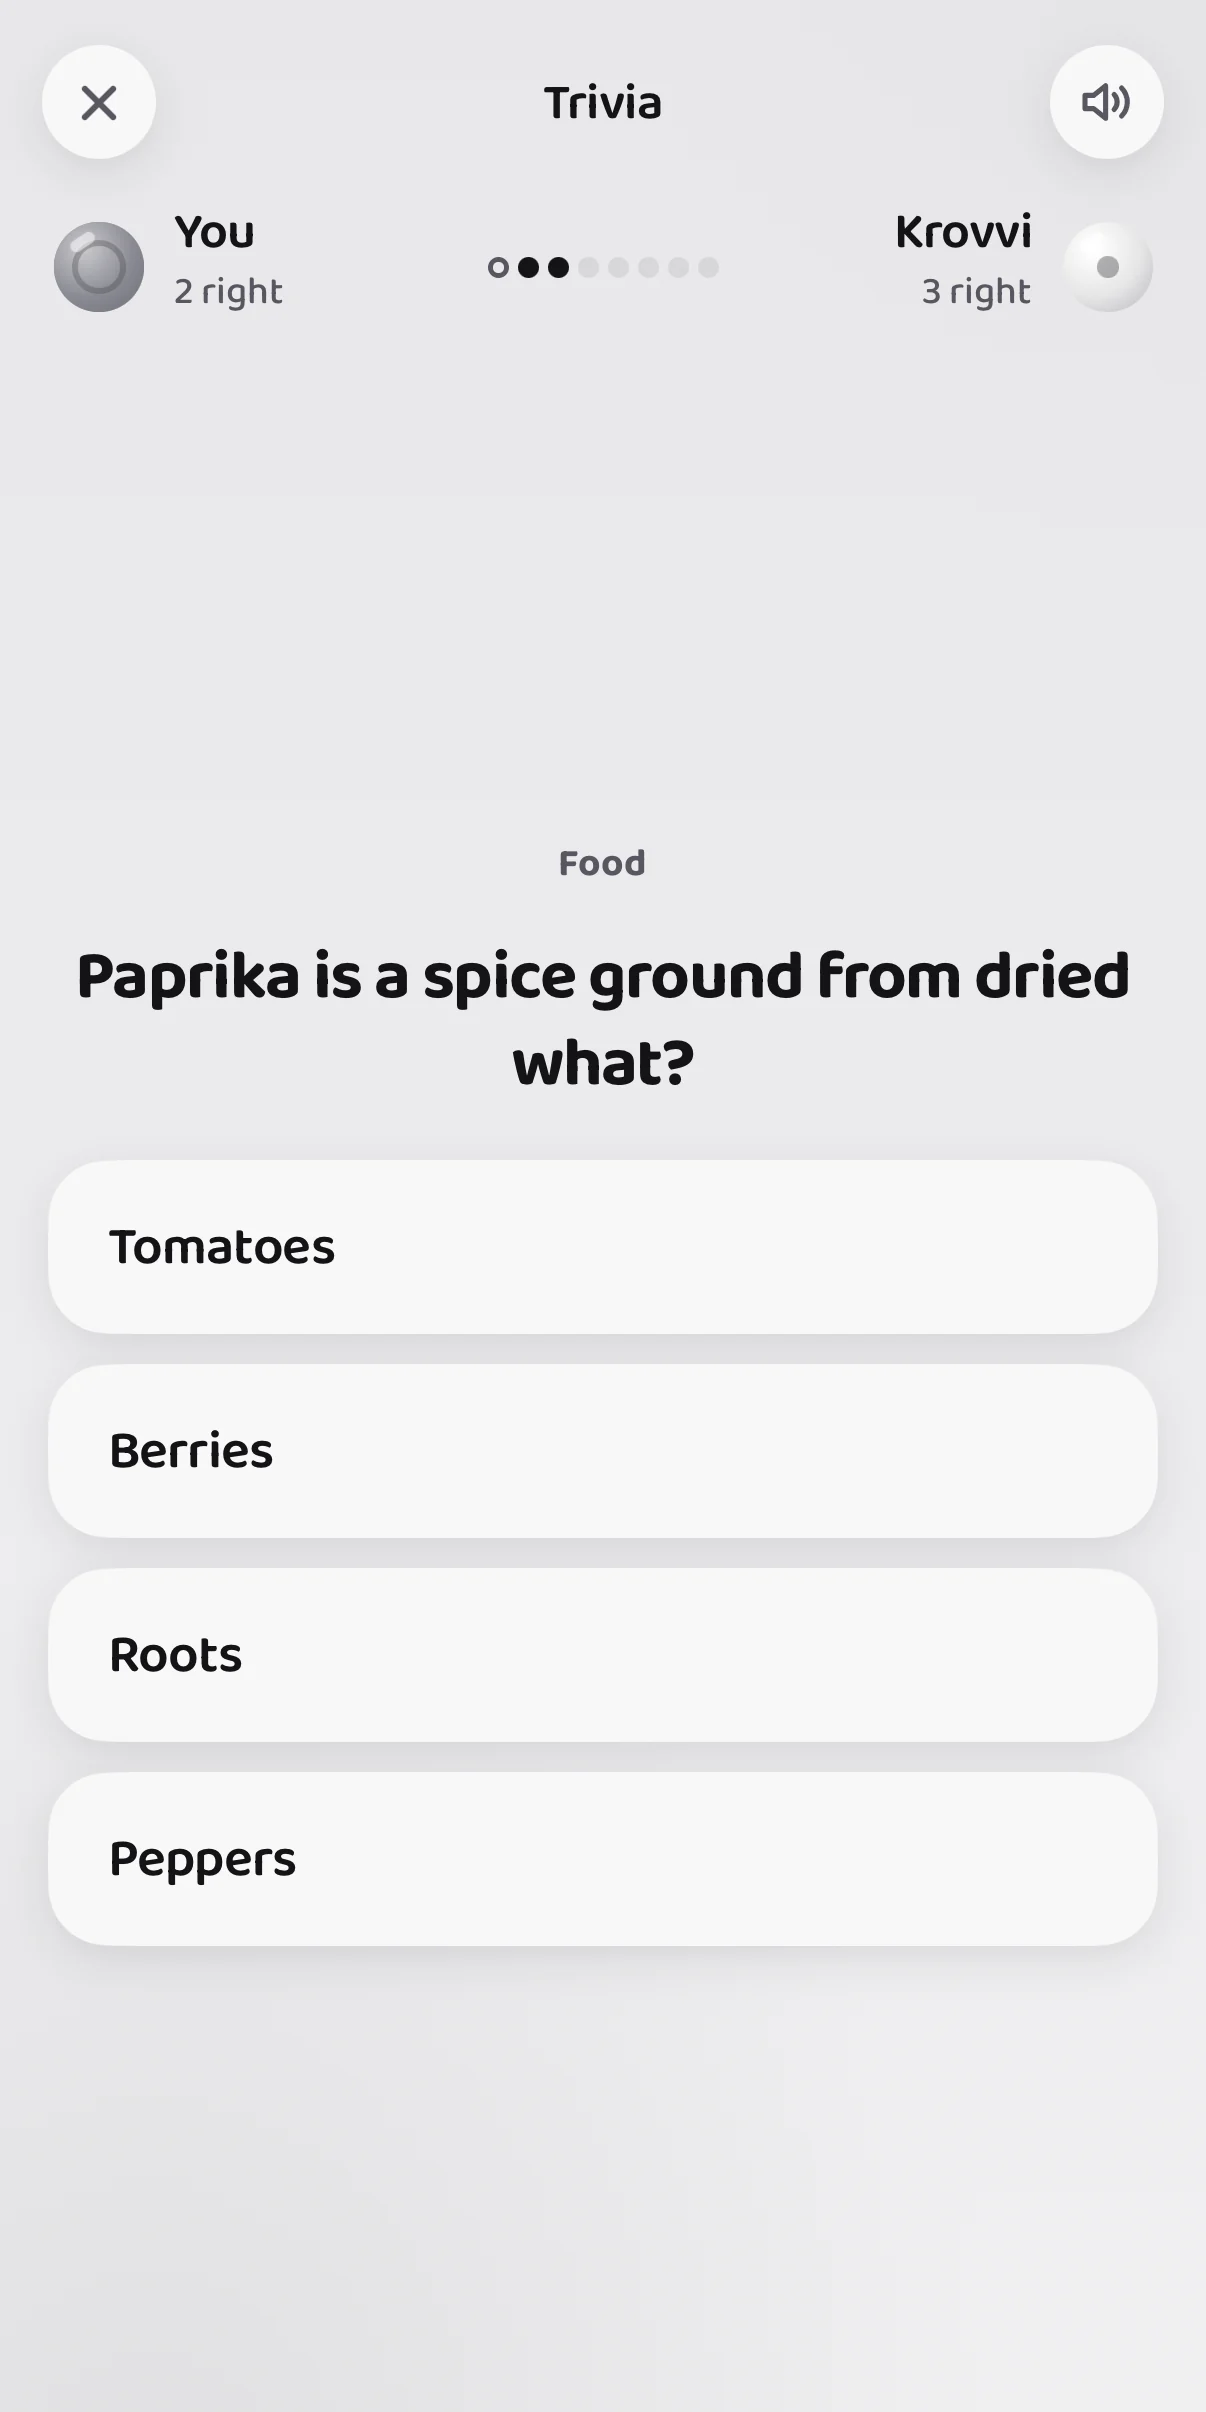 Trivia
You
2 right
Krovvi
3 right
Food
Paprika is a spice ground from dried
what?
Tomatoes
Berries
Roots
Peppers